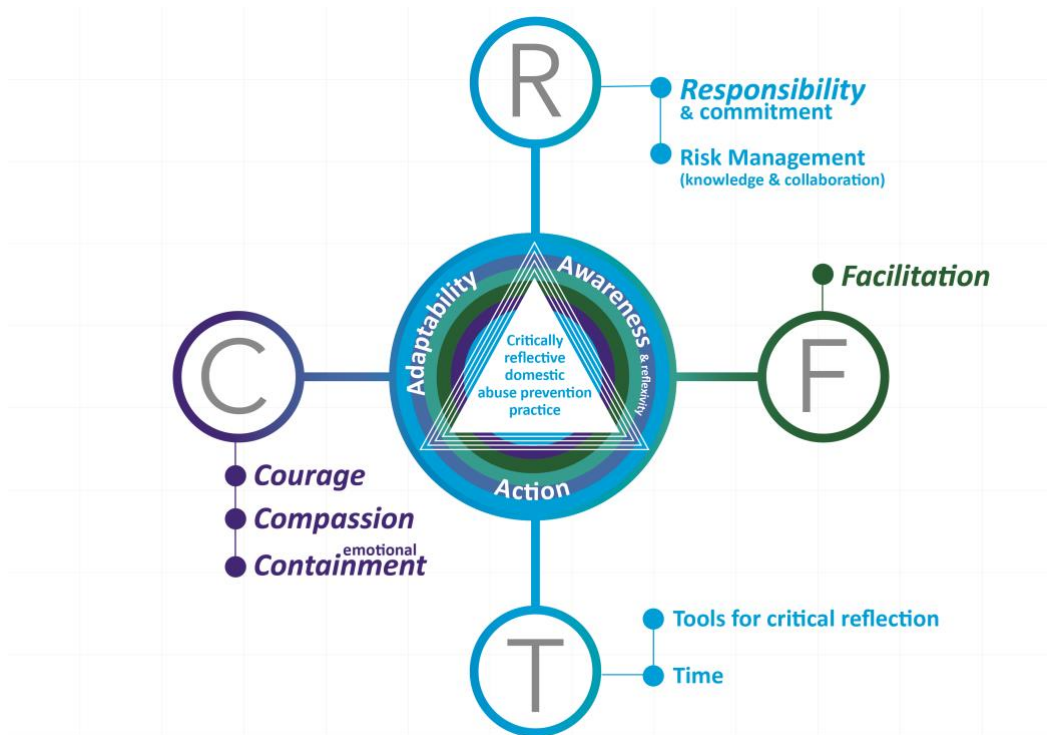 R
Responsibility
& commitment
Risk Management
(knowledge & collaboration)
Adaptability
Awareness
& reflexivity
Action
Critically
reflective
domestic
abuse prevention
practice
Facilitation
F
C
Courage
Compassion
emotional
Containment
T
Tools for critical reflection
Time